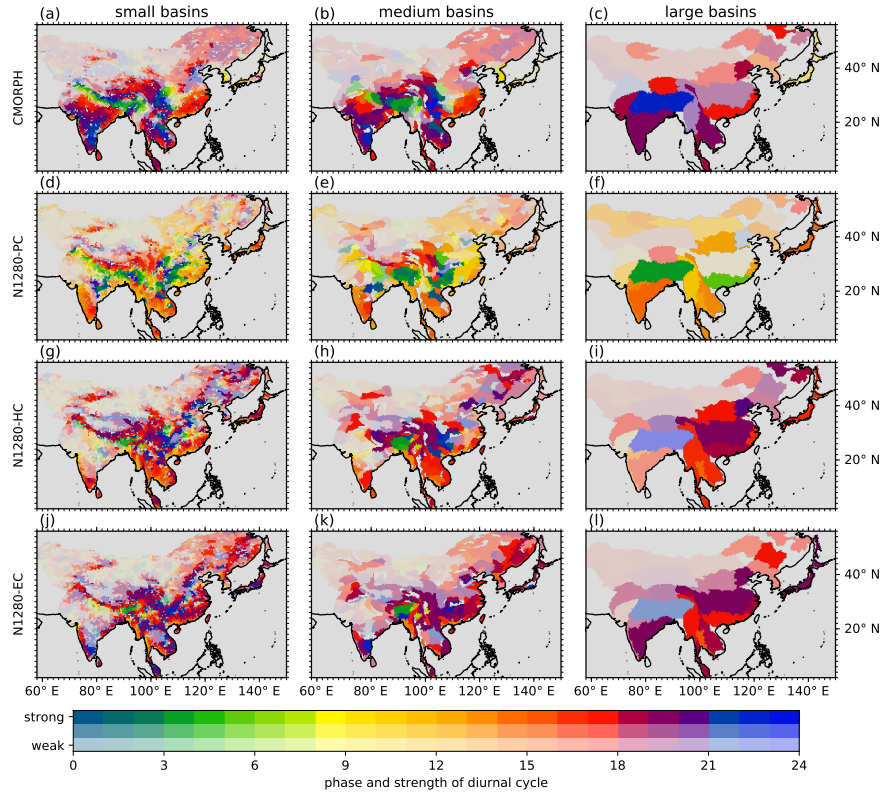 small basins medium basins large basins
(a) (b) (c)
CMORPH
40° N
20° N
(d) (e) (f)
N1280-PC
40° N
20° N
(g) (h) (i)
N1280-HC
40° N
20° N
(j) (k) (l)
N1280-EC
40° N
20° N
60° E 80° E 100° E 120° E 140° E 60° E 80° E 100° E 120° E 140° E 60° E 80° E 100° E 120° E 140° E
strong
weak
0 3 6 9 12 15 18 21 24
phase and strength of diurnal cycle